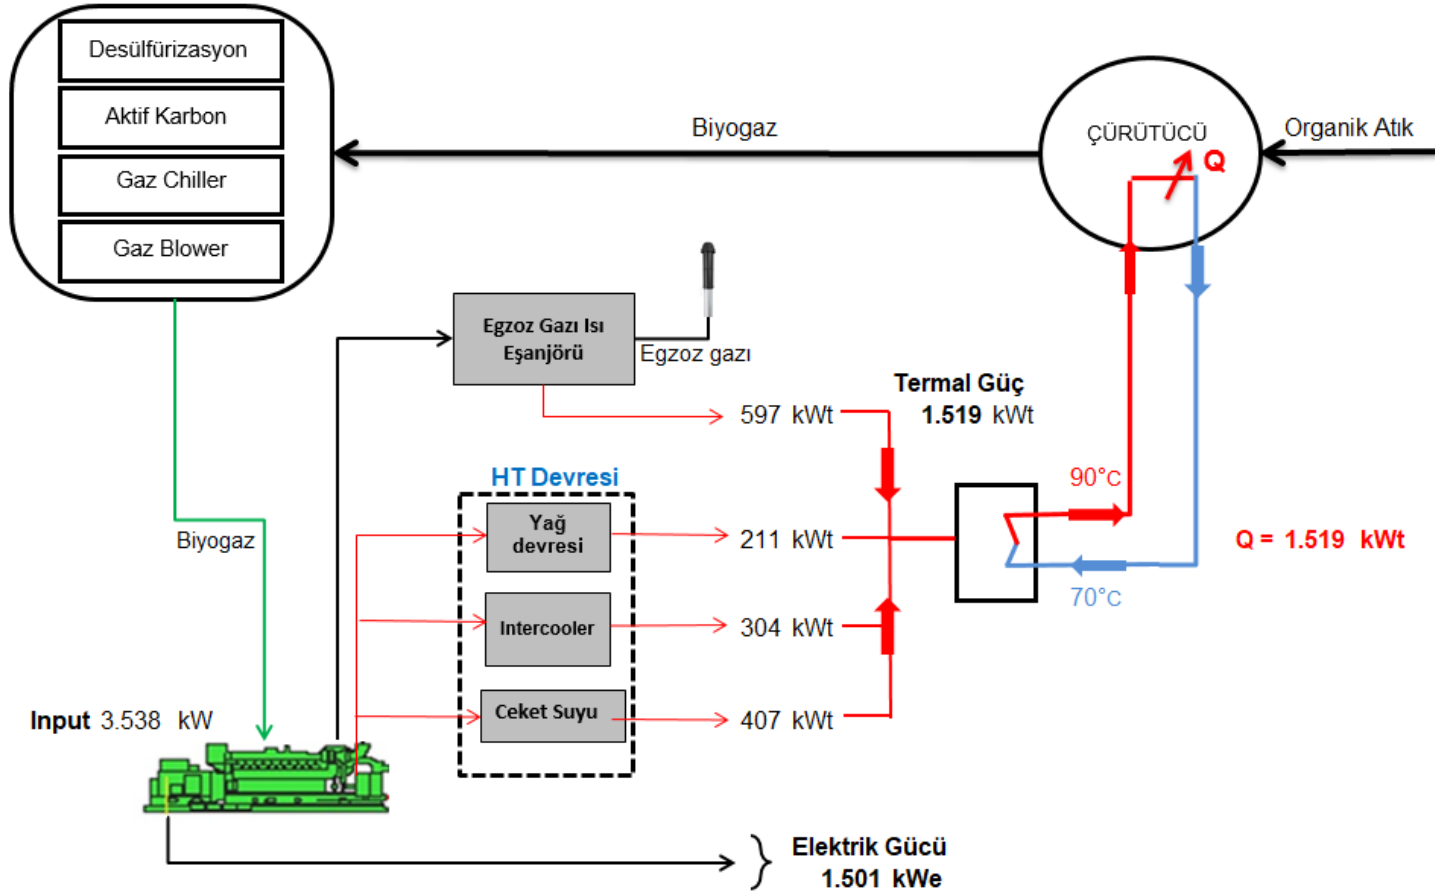 Desülfürizasyon
Aktif Karbon
Gaz Chiller
Gaz Blower
Biyogaz
ÇÜRÜTÜCÜ
Q
Organik Atık
Egzoz Gazı Isı
Eşanjörü
Egzoz gazı
Termal Güç
1.519 kWt
597 kWt
HT Devresi
Yağ
devresi
211 kWt
Intercooler
304 kWt
Ceket Suyu
407 kWt
90°C
70°C
Q = 1.519 kWt
Biyogaz
Input 3.538 kW
Elektrik Gücü
1.501 kWe